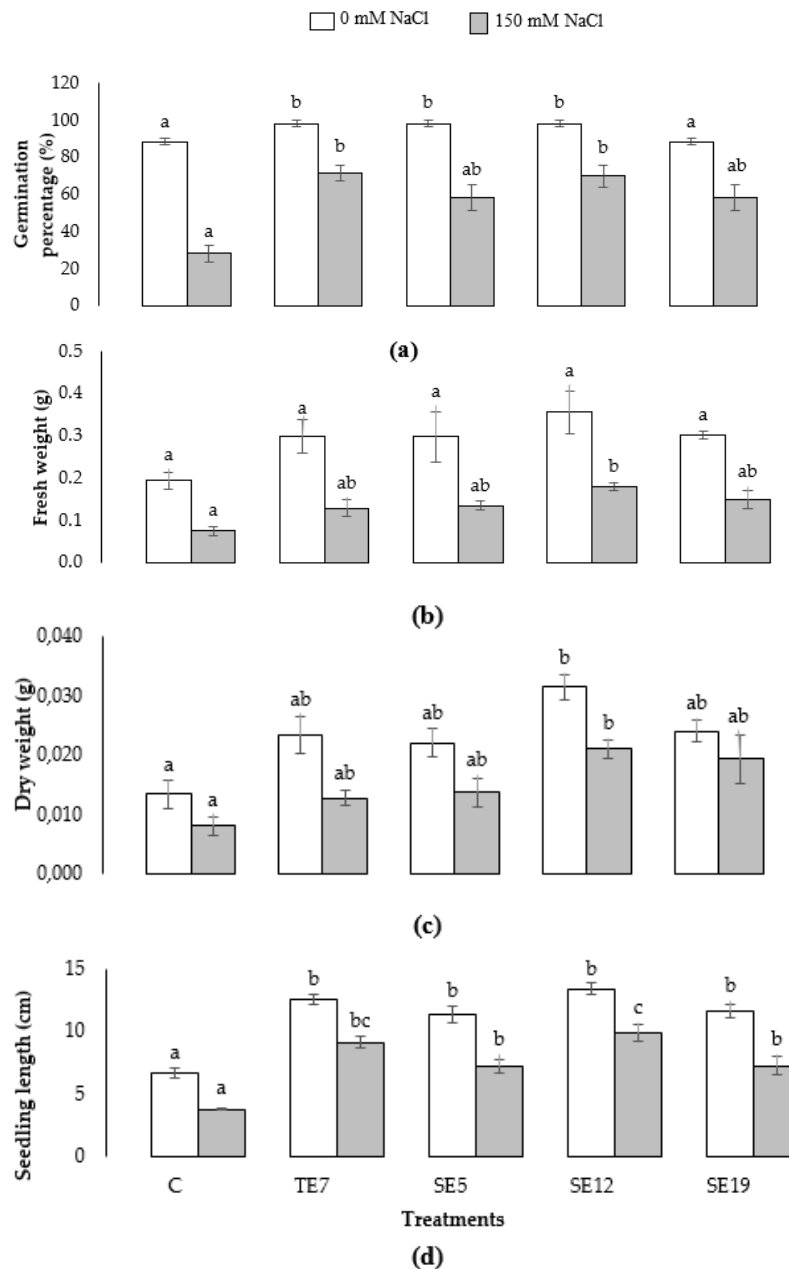 0 mM NaCl 150 mM NaCl
Germination
percentage (%)
120
100
80
60
40
20
0
a a b b b ab b b a ab
(a)
Fresh weight (g)
0.5
0.4
0.3
0.2
0.1
0.0
a a a ab a ab a b a ab
(b)
Dry weight (g)
0,040
0,030
0,020
0,010
0,000
a a ab ab ab ab b b ab ab
(c)
Seedling length (cm)
15
10
5
0
a a b bc b b b c b b
C TE7 SE5 SE12 SE19
Treatments
(d)